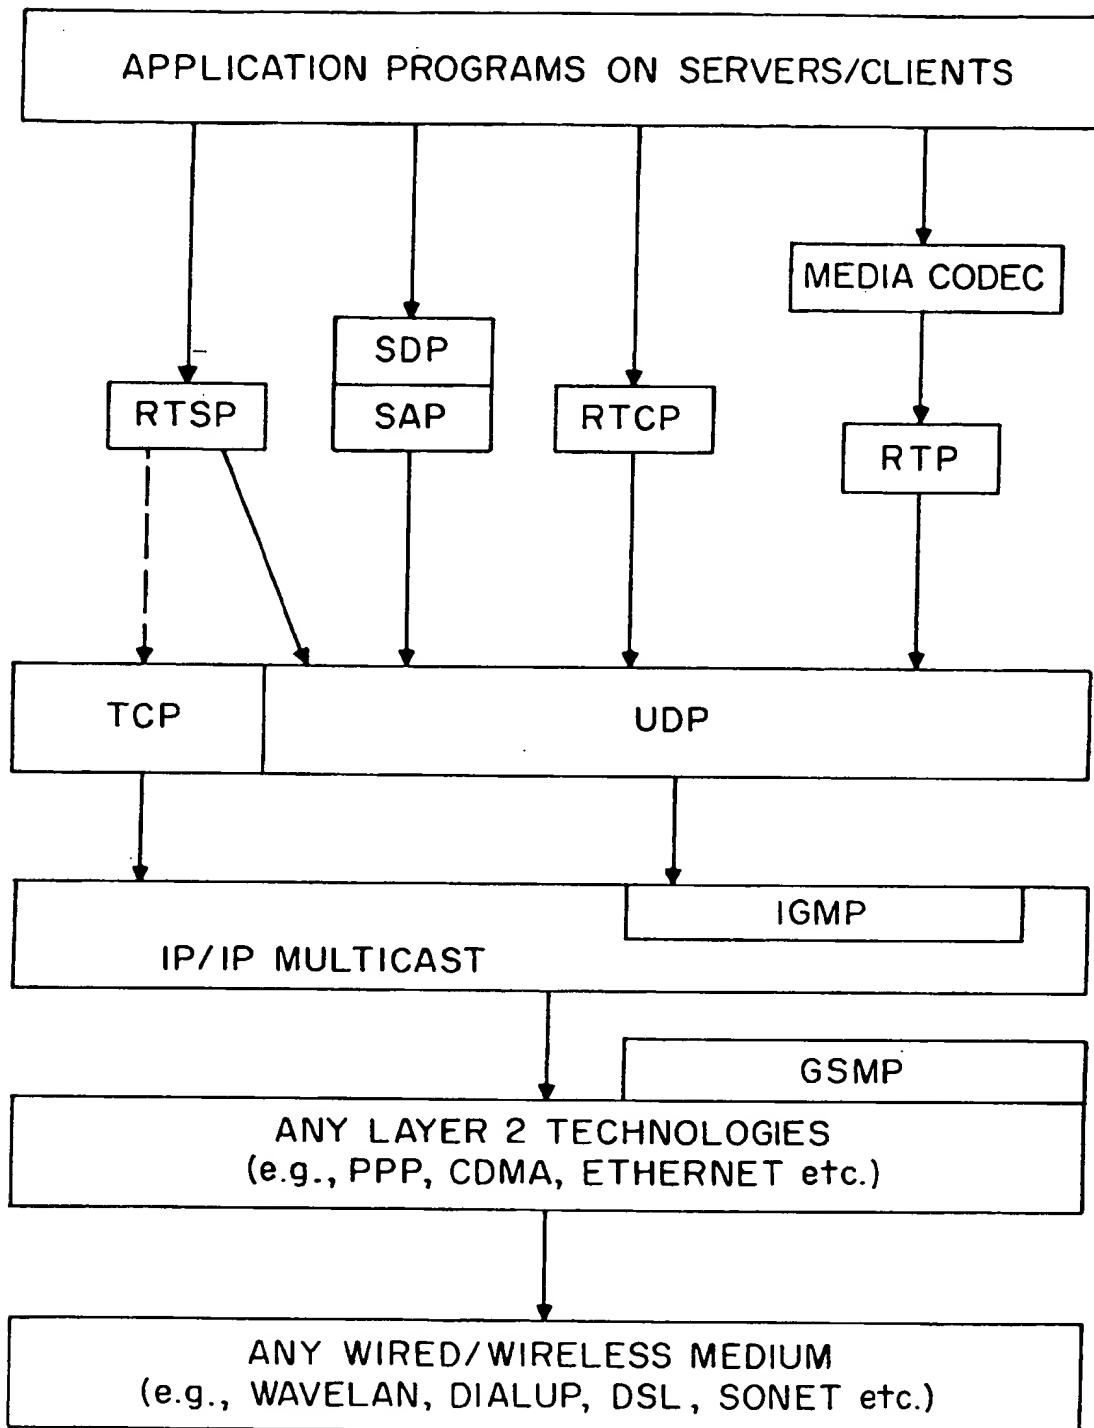 APPLICATION PROGRAMS ON SERVERS/CLIENTS
MEDIA CODEC
SDP
RTSP
SAP
RTCP
RTP
TCP
UDP
IGMP
IP/IP MULTICAST
GSMP
ANY LAYER 2 TECHNOLOGIES
(e.g., PPP, CDMA, ETHERNET etc.)
ANY WIRED/WIRELESS MEDIUM
(e.g., WAVELAN, DIALUP, DSL, SONET etc.)